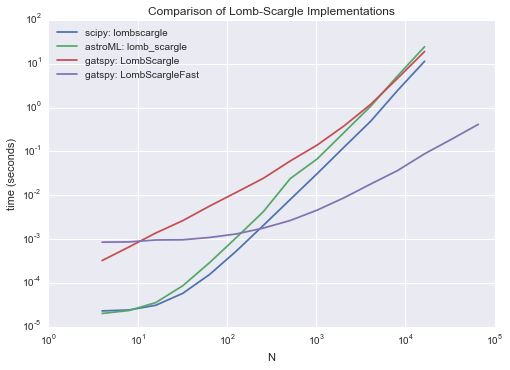 Comparison of Lomb-Scargle Implementations
10^2
10^1
10^0
10^-1
10^-2
10^-3
10^-4
10^-5
time (seconds)
scipy: lombscargle
astroML: lomb_scargle
gatspy: LombScargle
gatspy: LombScargleFast
10^0 10^1 10^2 10^3 10^4 10^5
N